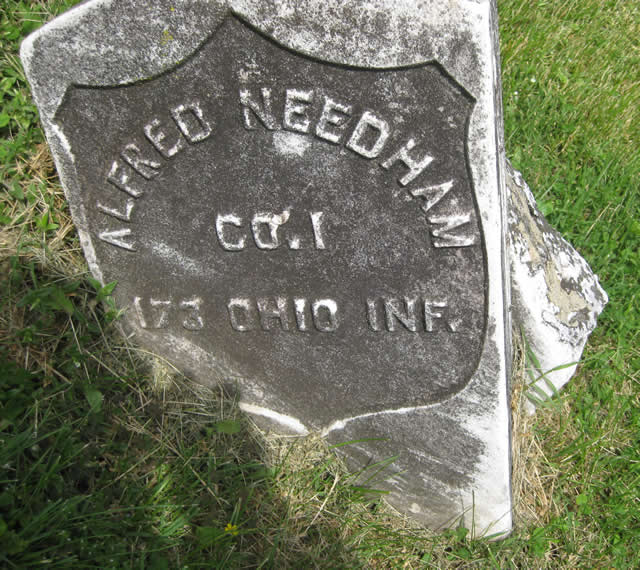 ALFRED NEEDHAM
CO. I
173 OHIO INF.